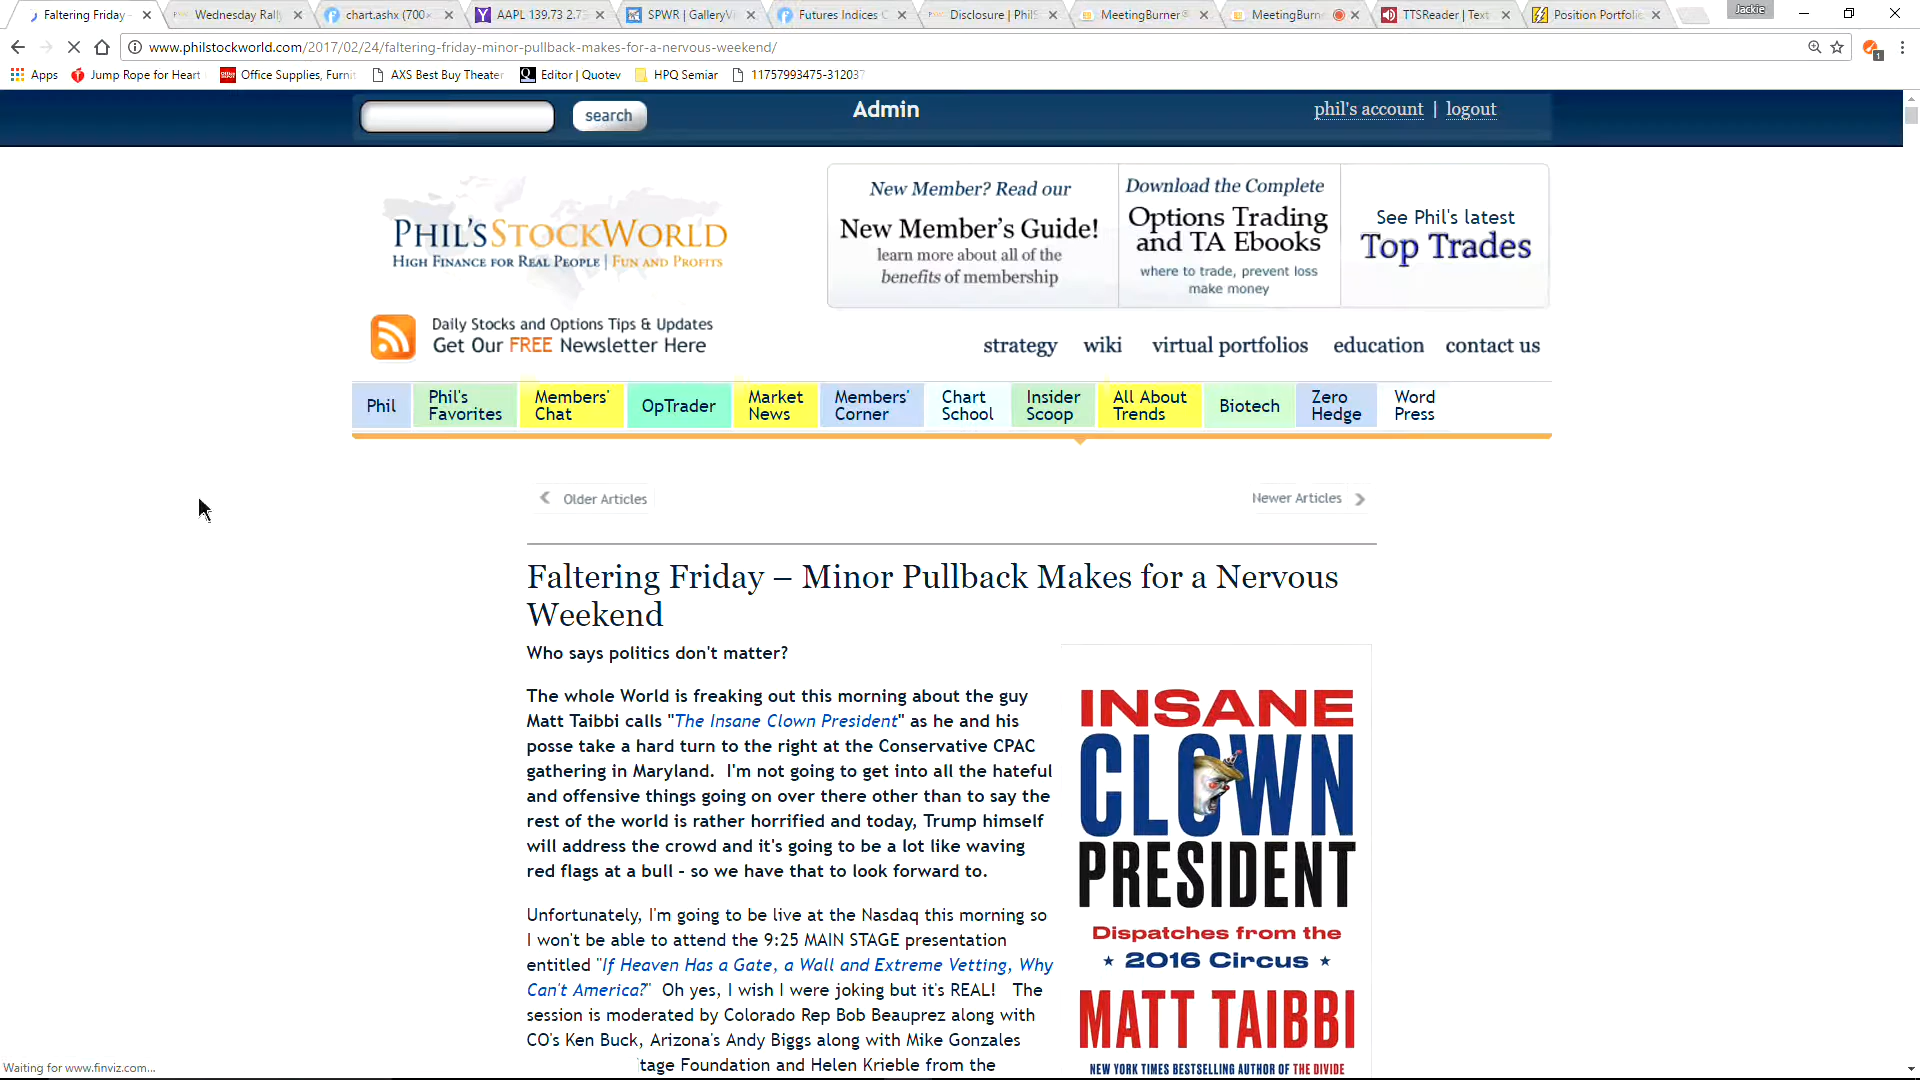 Faltering Friday -
Wednesday Rall
chart.ashx (700×
AAPL 139.73 2.7
SPWR | GalleryVi
Futures Indices C
Disclosure | PhilS
MeetingBurner®
MeetingBurn
TTSReader | Text
Position Portfolio
Jackie
www.philstockworld.com/2017/02/24/faltering-friday-minor-pullback-makes-for-a-nervous-weekend/
1
Apps
Jump Rope for Heart
Office Supplies, Furnit
AXS Best Buy Theater
Editor | Quotev
HPQ Semiar
11757993475-312037
search
Admin
phil's account | logout
PHIL'S STOCKWORLD
HIGH FINANCE FOR REAL PEOPLE | FUN AND PROFITS
New Member? Read our
New Member's Guide!
learn more about all of the
benefits of membership
Download the Complete
Options Trading
and TA Ebooks
where to trade, prevent loss
make money
See Phil's latest
Top Trades
Daily Stocks and Options Tips & Updates
Get Our FREE Newsletter Here
strategy wiki virtual portfolios education contact us
Phil
Phil's
Favorites
Members'
Chat
OpTrader
Market
News
Members'
Corner
Chart
School
Insider
Scoop
All About
Trends
Biotech
Zero
Hedge
Word
Press
Older Articles
Newer Articles
Faltering Friday – Minor Pullback Makes for a Nervous
Weekend
Who says politics don't matter?
The whole World is freaking out this morning about the guy
Matt Taibbi calls "The Insane Clown President" as he and his
posse take a hard turn to the right at the Conservative CPAC
gathering in Maryland. I'm not going to get into all the hateful
and offensive things going on over there other than to say the
rest of the world is rather horrified and today, Trump himself
will address the crowd and it's going to be a lot like waving
red flags at a bull - so we have that to look forward to.
Unfortunately, I'm going to be live at the Nasdaq this morning so
I won't be able to attend the 9:25 MAIN STAGE presentation
entitled "If Heaven Has a Gate, a Wall and Extreme Vetting, Why
Can't America?" Oh yes, I wish I were joking but it's REAL! The
session is moderated by Colorado Rep Bob Beauprez along with
CO's Ken Buck, Arizona's Andy Biggs along with Mike Gonzales
tage Foundation and Helen Krieble from the
INSANE
CLOWN
PRESIDENT
Dispatches from the
★ 2016 Circus ★
MATT TAIBBI
NEW YORK TIMES BESTSELLING AUTHOR OF THE DIVIDE
Waiting for www.finviz.com...